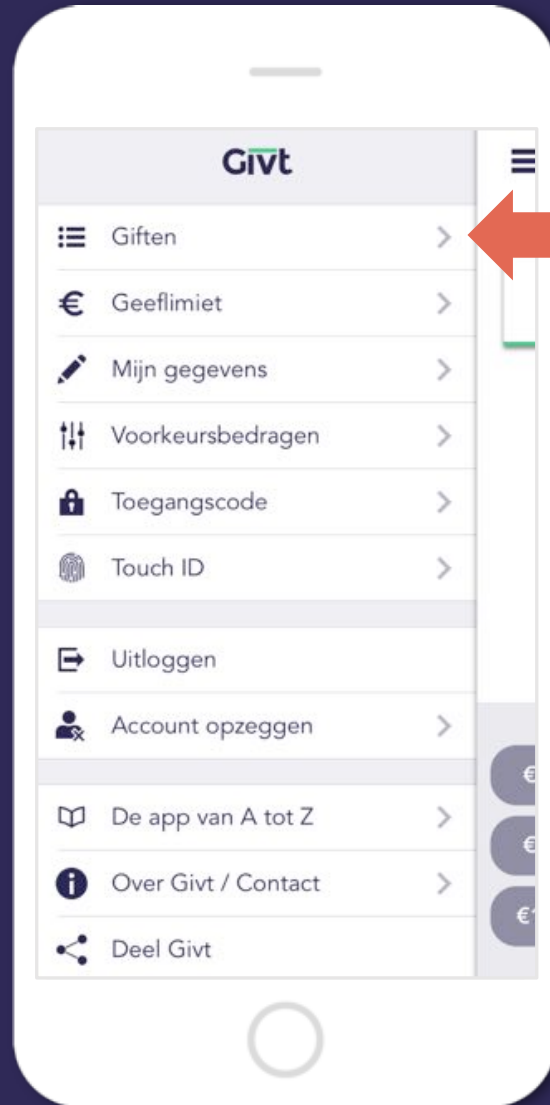 Givt
Giften
€ Geeflimiet
Mijn gegevens
Voorkeursbedragen
Toegangscode
Touch ID
Uitloggen
Account opzeggen
De app van A tot Z
Over Givt / Contact
Deel Givt
€
€
€1